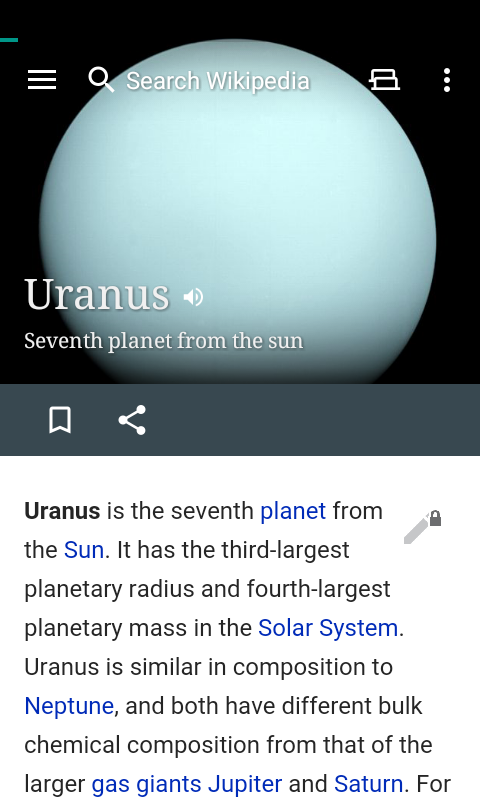 Search Wikipedia
Uranus
Seventh planet from the sun
Uranus is the seventh planet from
the Sun. It has the third-largest
planetary radius and fourth-largest
planetary mass in the Solar System.
Uranus is similar in composition to
Neptune, and both have different bulk
chemical composition from that of the
larger gas giants Jupiter and Saturn. For